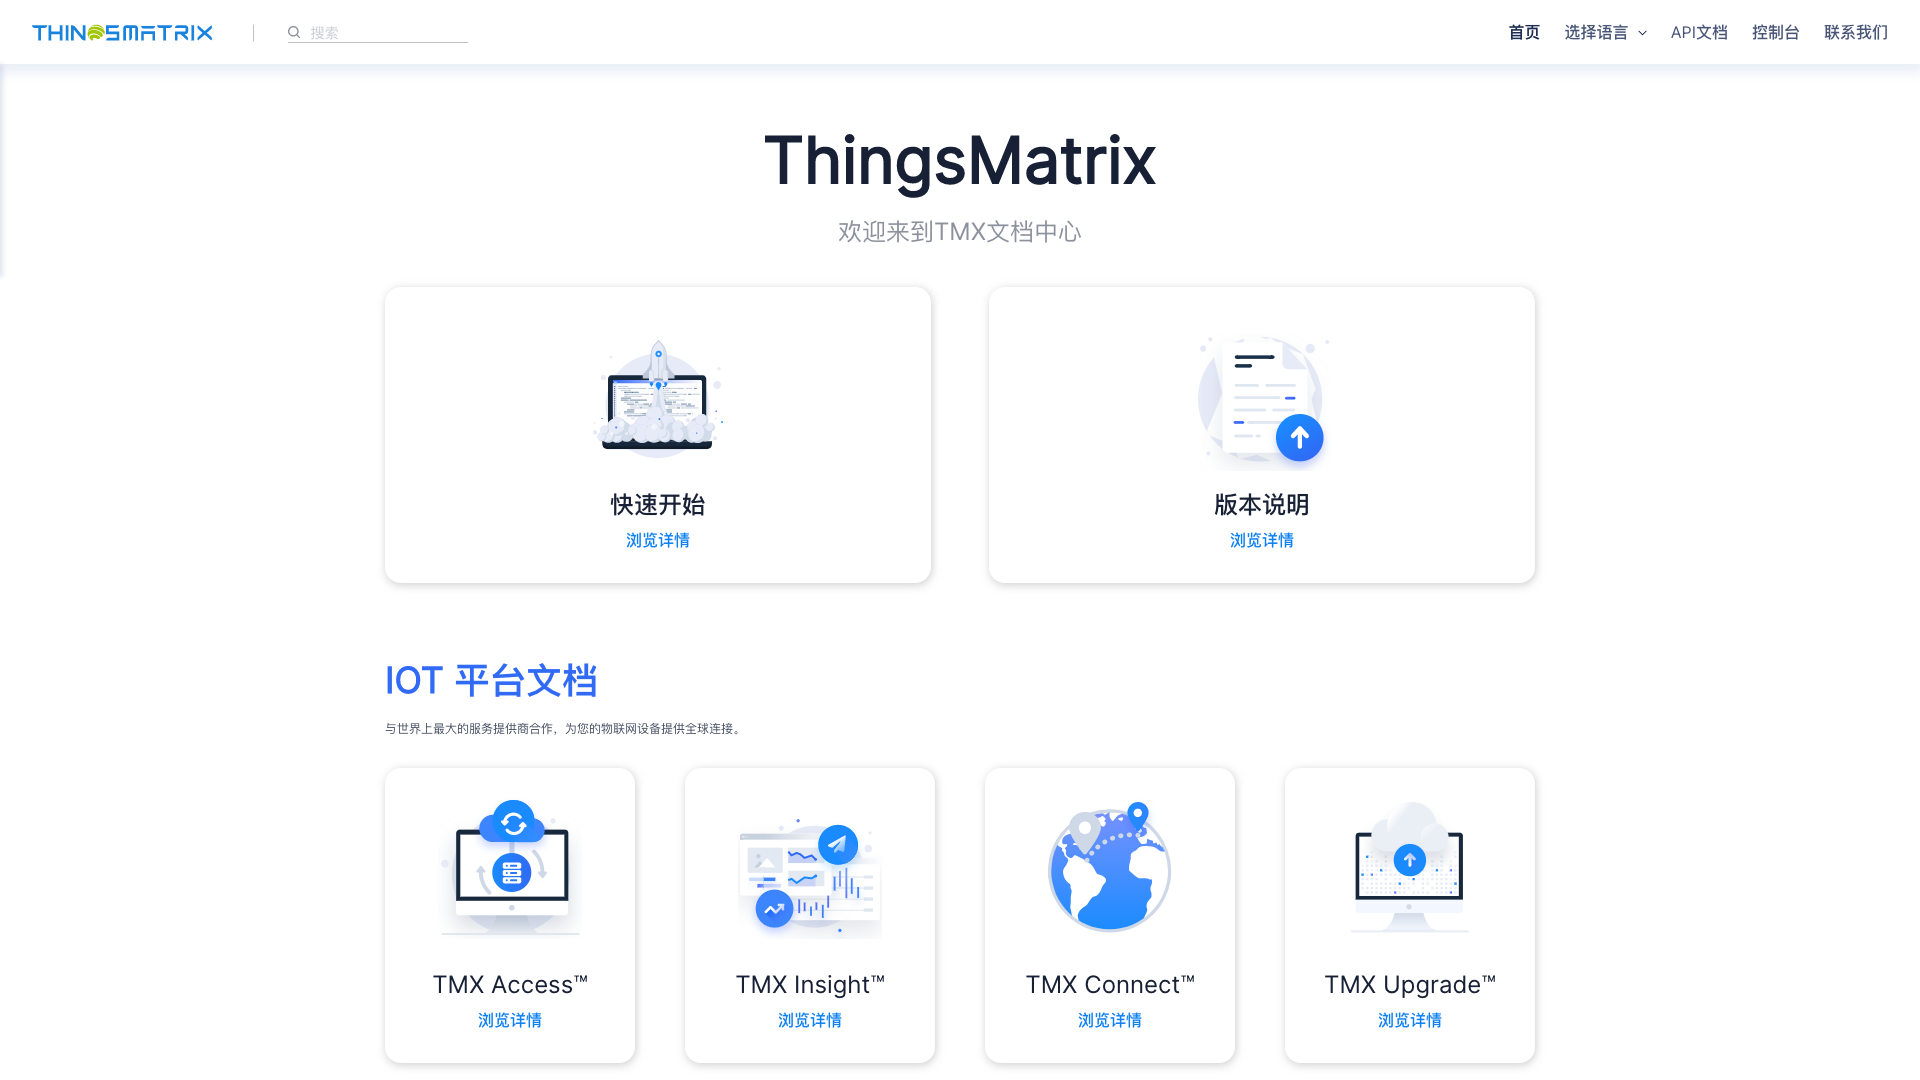 THINGSMATRIX
搜索
首页
选择语言
API文档
控制台
联系我们
ThingsMatrix
欢迎来到TMX文档中心
快速开始
浏览详情
版本说明
浏览详情
IOT 平台文档
与世界上最大的服务提供商合作，为您的物联网设备提供全球连接。
TMX Access™
浏览详情
TMX Insight™
浏览详情
TMX Connect™
浏览详情
TMX Upgrade™
浏览详情